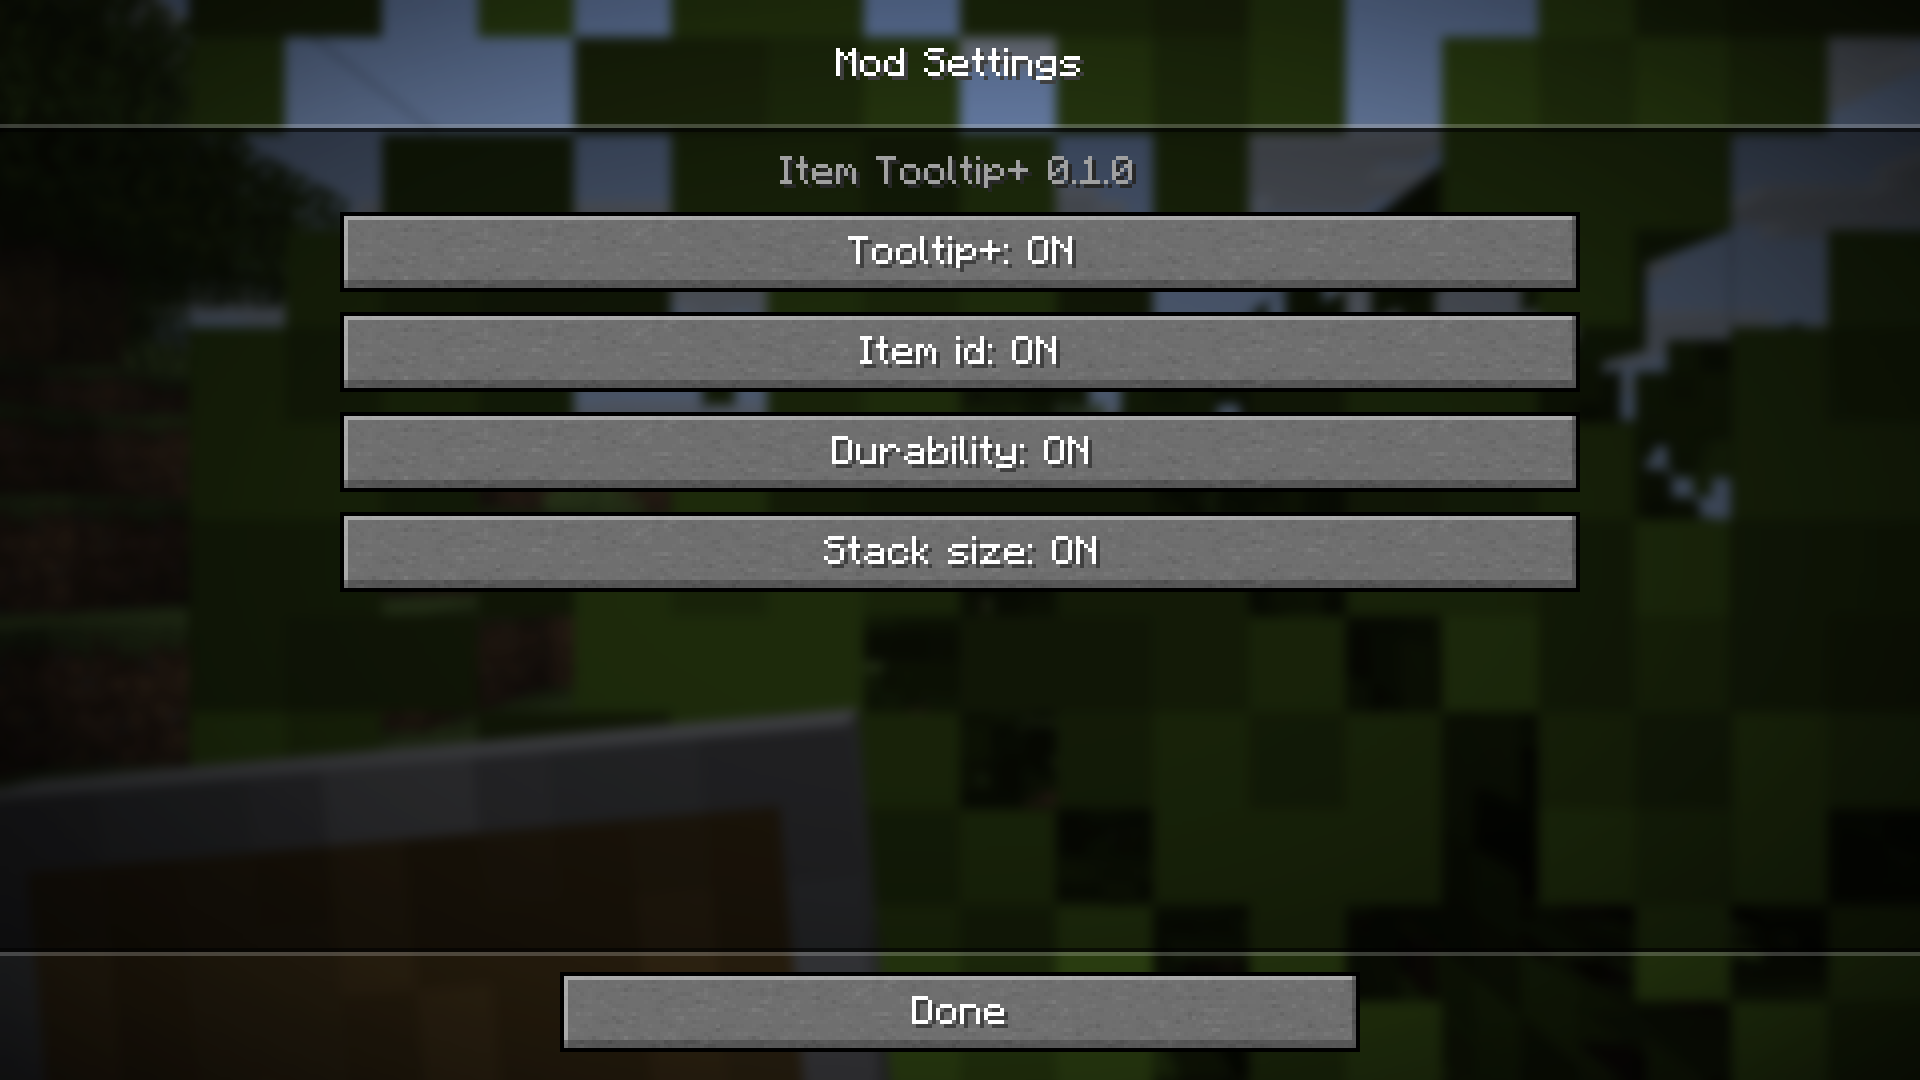 Mod Settings
Item Tooltip+ 0.1.0
Tooltip+: ON
Item id: ON
Durability: ON
Stack size: ON
Done